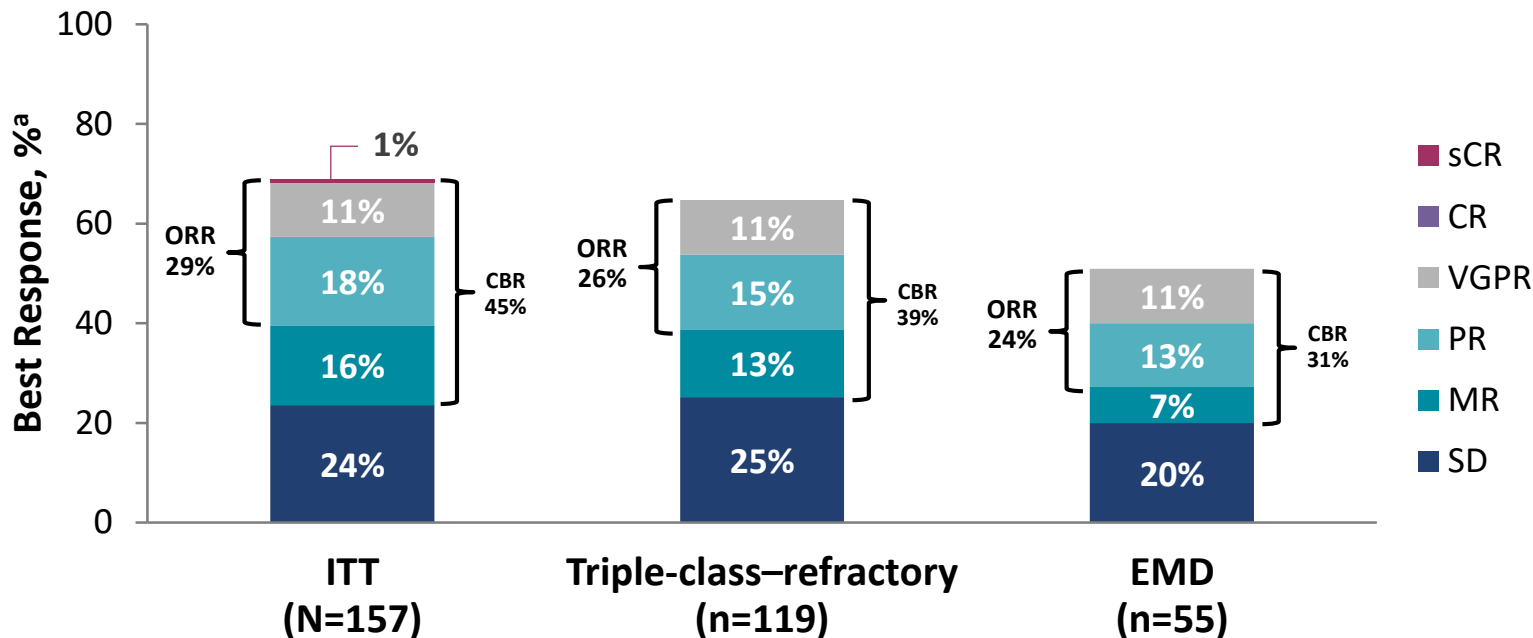 100
80
60
40
20
0
Best Response, %ᵃ
1%
11%
18%
16%
24%
ORR
29%
CBR
45%
11%
15%
13%
25%
ORR
26%
CBR
39%
11%
13%
7%
20%
ORR
24%
CBR
31%
ITT
(N=157)
Triple-class–refractory
(n=119)
EMD
(n=55)
sCR
CR
VGPR
PR
MR
SD